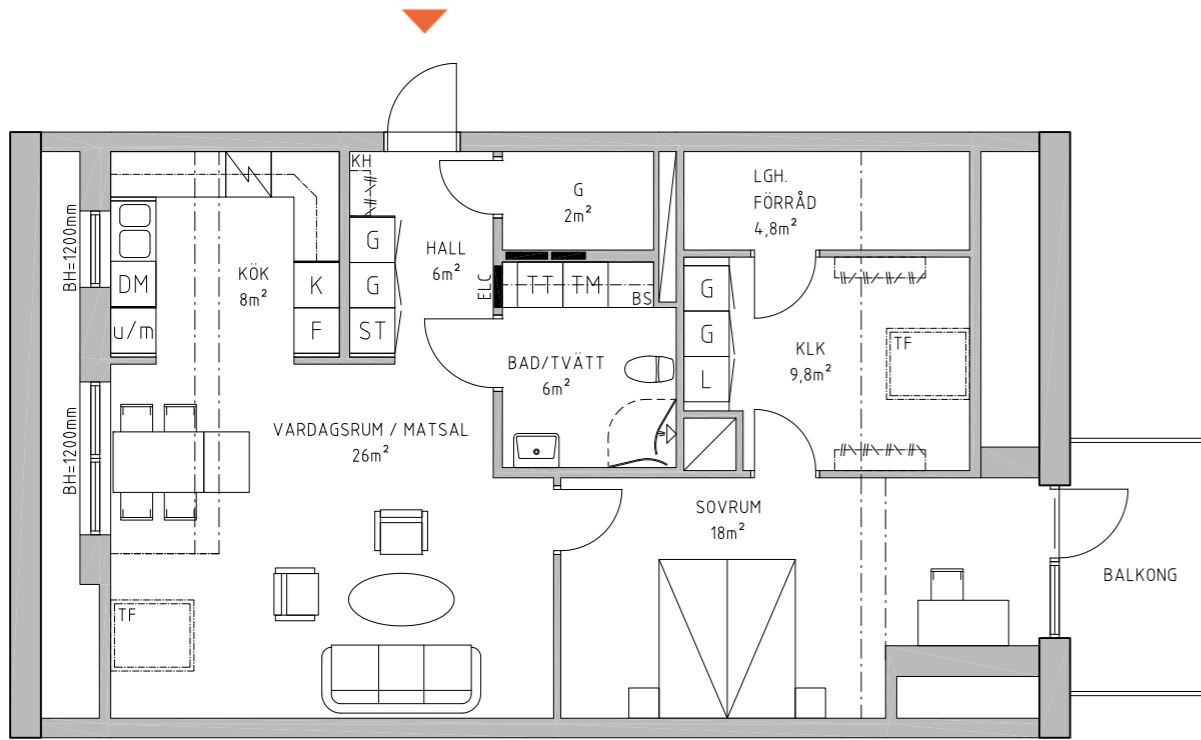 KH
G
2m²
LGH.
FÖRRÅD
4,8m²
BH=1200mm
G
HALL
6m²
KÖK
8m²
DM
K
G
ELC
TT
TM
BS
G
u/m
F
ST
G
KLK
9,8m²
TF
BAD/TVÄTT
6m²
L
BH=1200mm
VARDAGSRUM / MATSAL
26m²
SOVRUM
18m²
BALKONG
TF